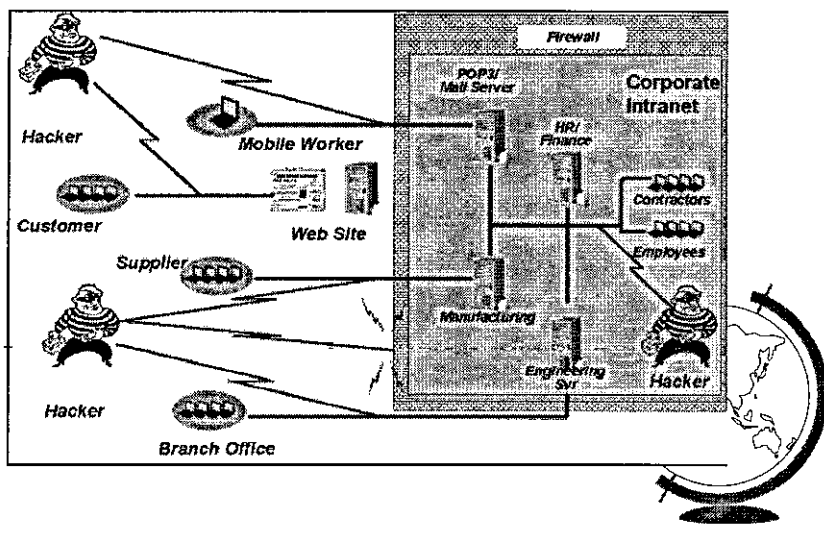 Firewall
POP3/
Mail Server
Corporate
Intranet
Hacker
Mobile Worker
HR/
Finance
Contractors
Customer
Web Site
Employees
Supplier
Manufacturing
Engineering
Svr
Hacker
Hacker
Branch Office